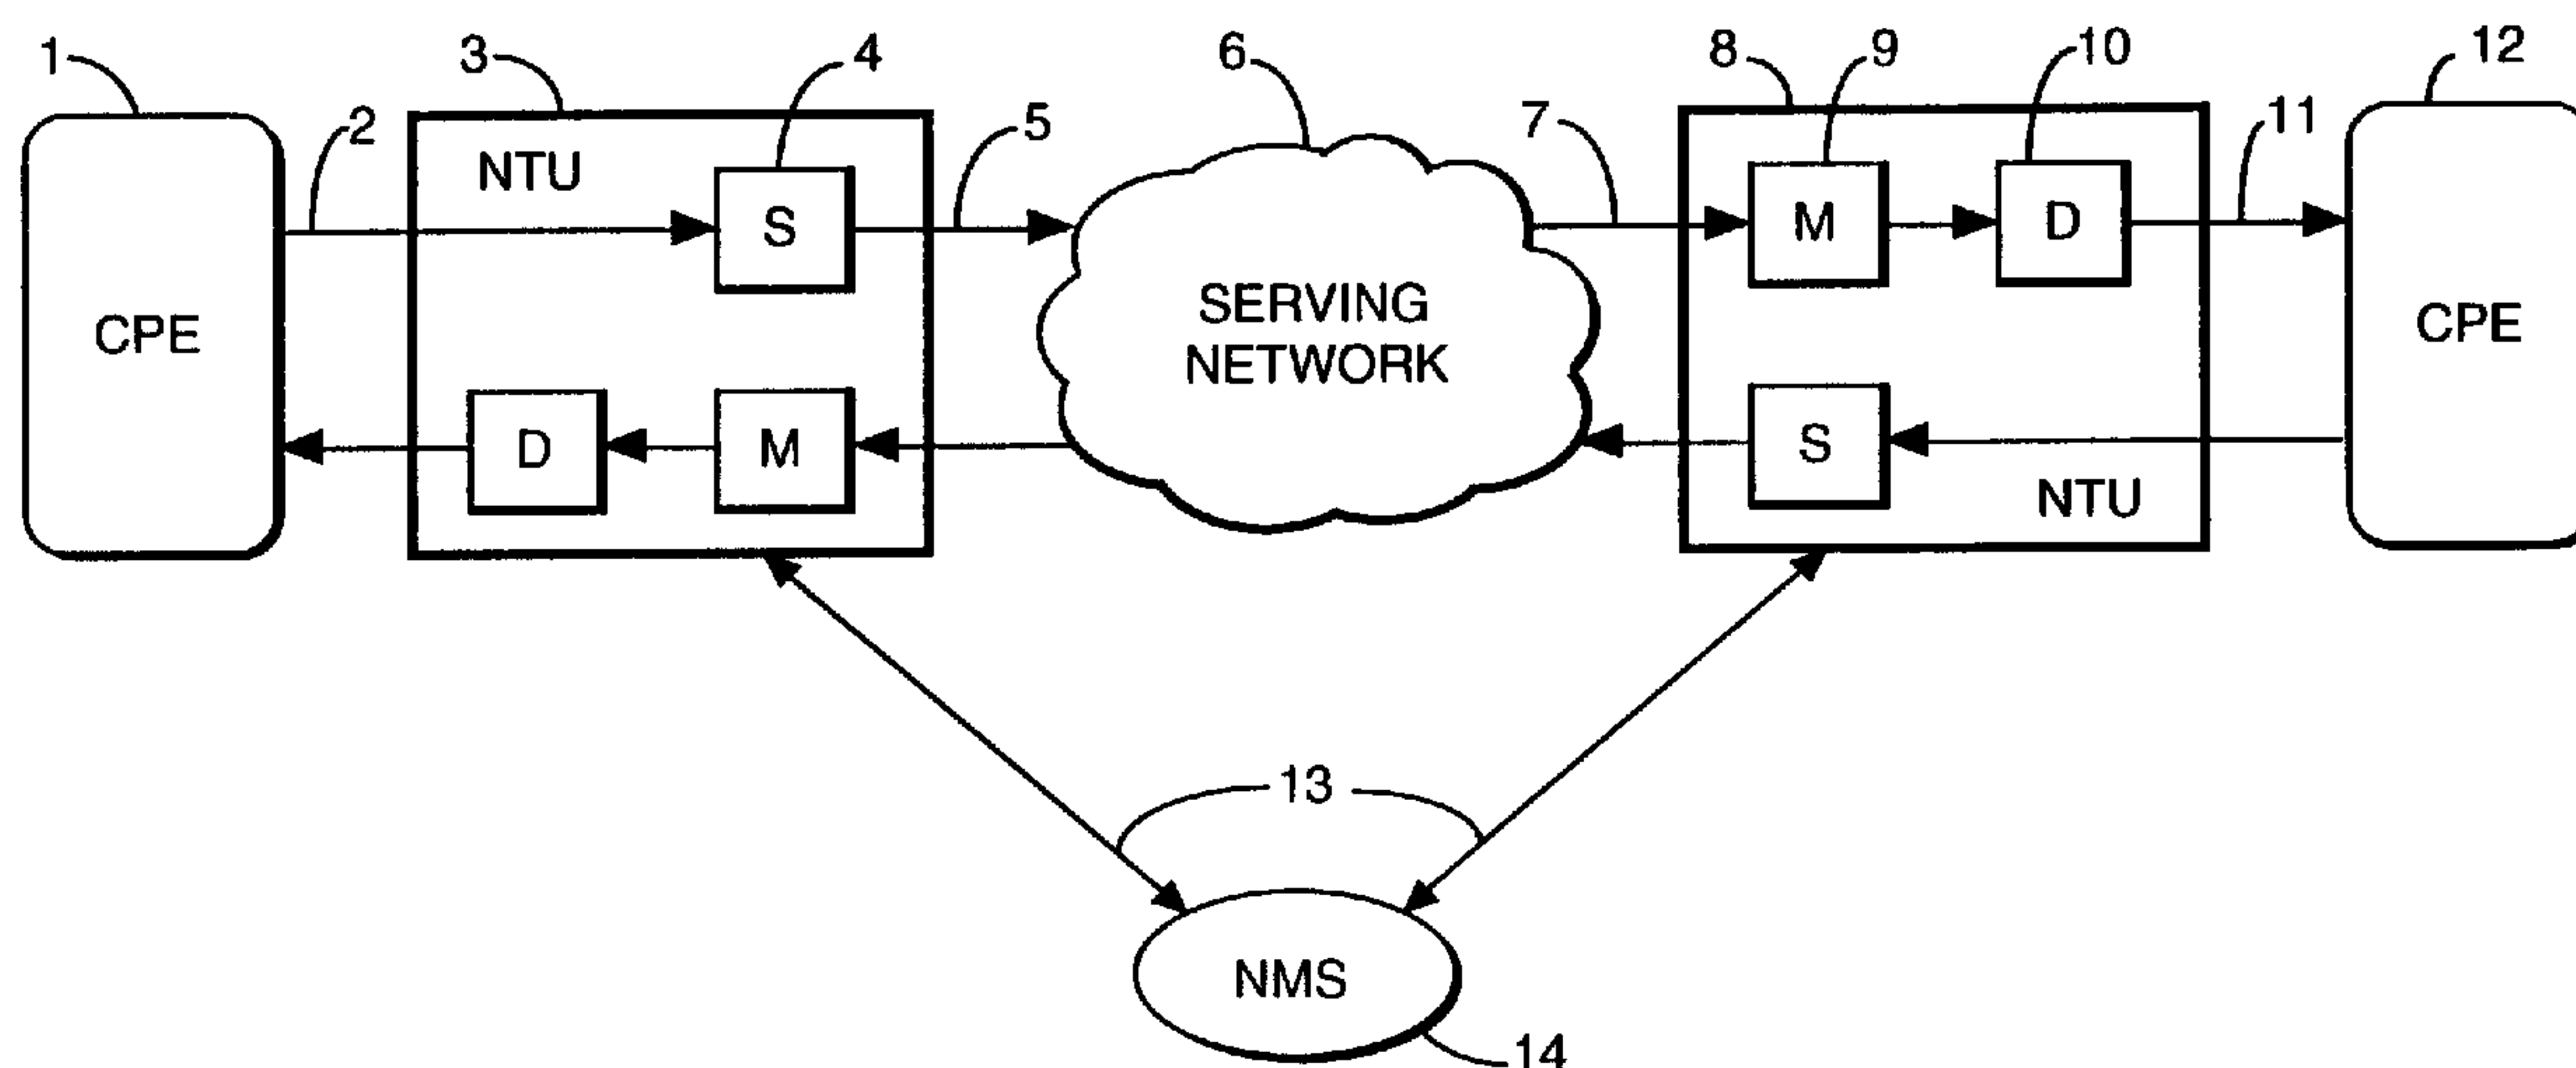 1 3 4 6 8 9 10 12
2 5 7 11
NTU
S M D
SERVING
NETWORK
CPE CPE
D M S
NTU
13
NMS
14